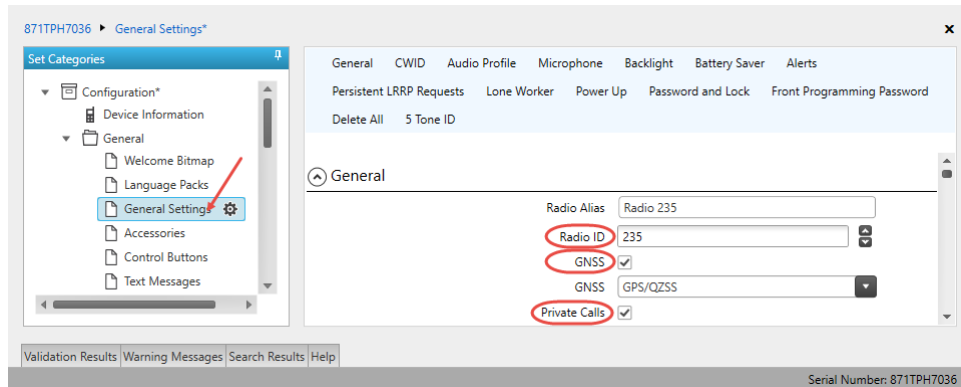 871TPH7036 ▸ General Settings*
Set Categories
Configuration*
Device Information
General
Welcome Bitmap
Language Packs
General Settings
Accessories
Control Buttons
Text Messages
General CWID Audio Profile Microphone Backlight Battery Saver Alerts
Persistent LRRP Requests Lone Worker Power Up Password and Lock Front Programming Password
Delete All 5 Tone ID
General
Radio Alias Radio 235
Radio ID 235
GNSS
GNSS GPS/QZSS
Private Calls
Validation Results Warning Messages Search Results Help
Serial Number: 871TPH7036